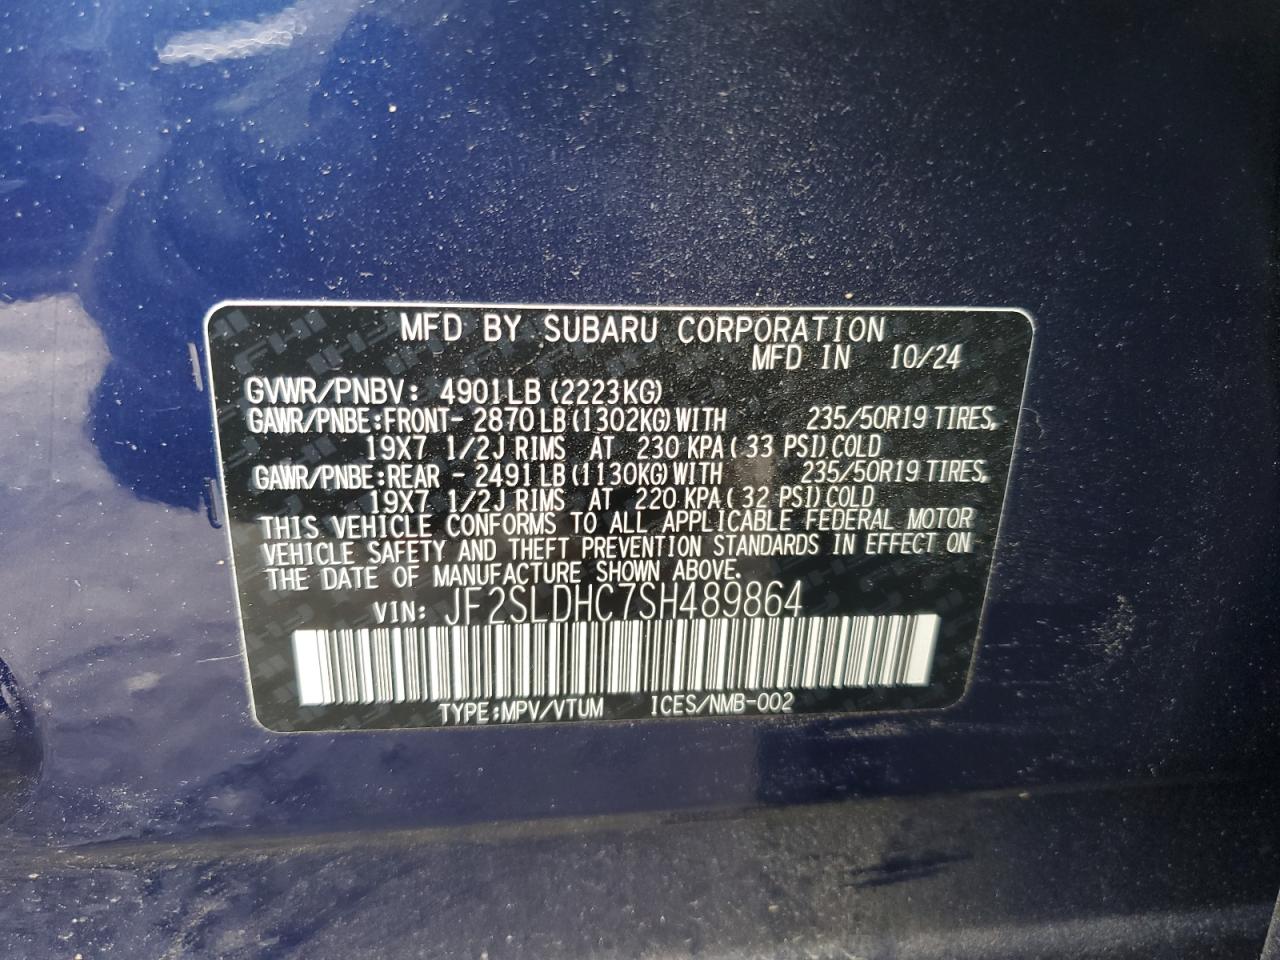 MFD BY SUBARU CORPORATION
MFD IN 10/24
GVWR/PNBV: 4901LB (2223KG)
GAWR/PNBE:FRONT- 2870 LB (1302KG) WITH 235/50R19 TIRES,
19X7 1/2J RIMS AT 230 KPA ( 33 PSI) COLD
GAWR/PNBE:REAR - 2491 LB (1130KG) WITH 235/50R19 TIRES,
19X7 1/2J RIMS AT 220 KPA ( 32 PSI) COLD
THIS VEHICLE CONFORMS TO ALL APPLICABLE FEDERAL MOTOR
VEHICLE SAFETY AND THEFT PREVENTION STANDARDS IN EFFECT ON
THE DATE OF MANUFACTURE SHOWN ABOVE.
VIN: JF2SLDHC7SH489864
TYPE:MPV/VTUM ICES/NMB-002